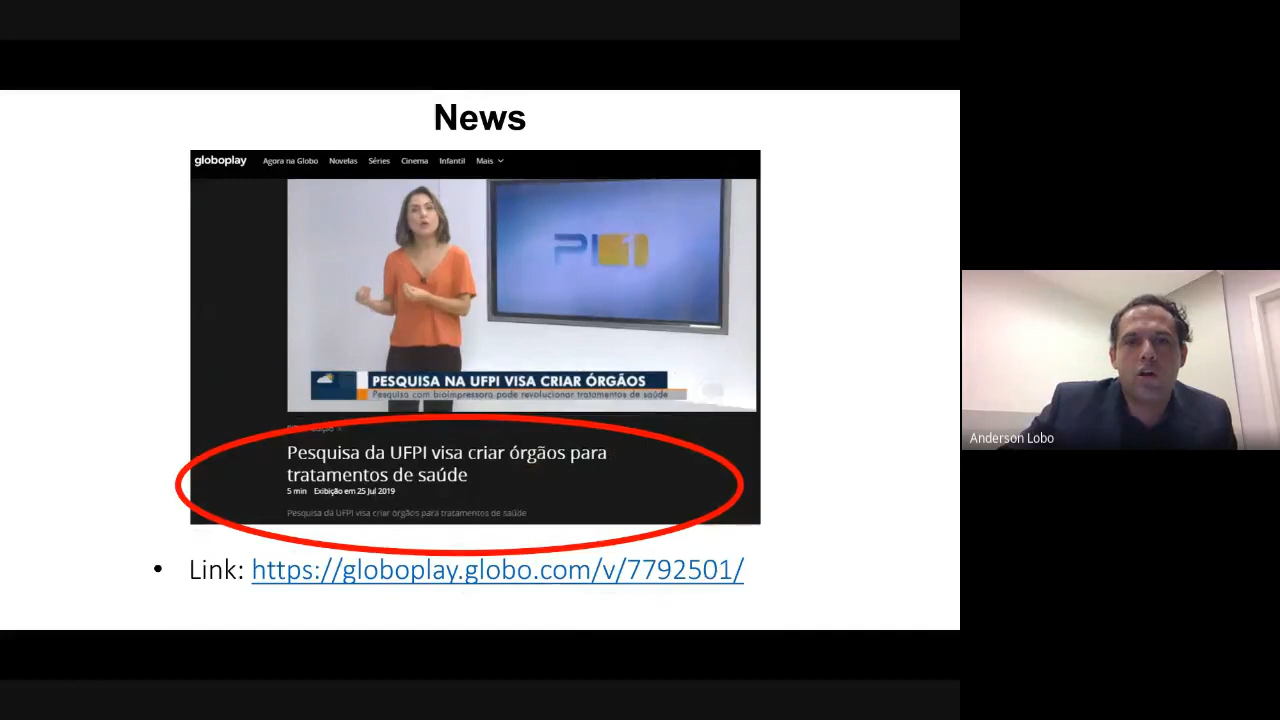 News
globoplay Agora na Globo Novelas Séries Cinema Infantil Mais
PI1
PESQUISA NA UFPI VISA CRIAR ÓRGÃOS
Pesquisa com bioimpressora pode revolucionar tratamentos de saúde
Pesquisa da UFPI visa criar órgãos para
tratamentos de saúde
5 min Exibição em 25 Jul 2019
Pesquisa da UFPI visa criar órgãos para tratamentos de saúde
• Link: https://globoplay.globo.com/v/7792501/
Anderson Lobo